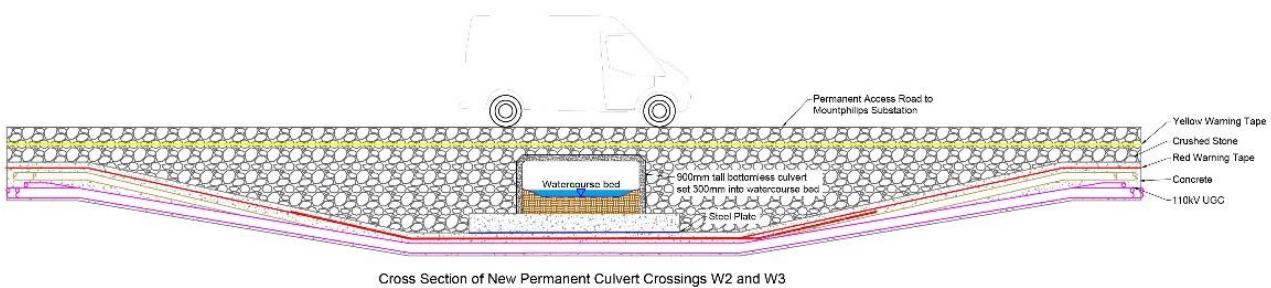 Permanent Access Road to
Mountphilips Substation
Yellow Warning Tape
Crushed Stone
Red Warning Tape
Concrete
110kV UGC
Watercourse bed
900mm tall bottomless culvert
set 300mm into watercourse bed
Steel Plate
Cross Section of New Permanent Culvert Crossings W2 and W3